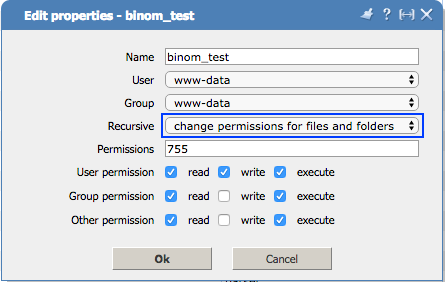 Edit properties - binom_test
Name binom_test
User www-data
Group www-data
Recursive change permissions for files and folders
Permissions 755
User permission read write execute
Group permission read write execute
Other permission read write execute
Ok Cancel